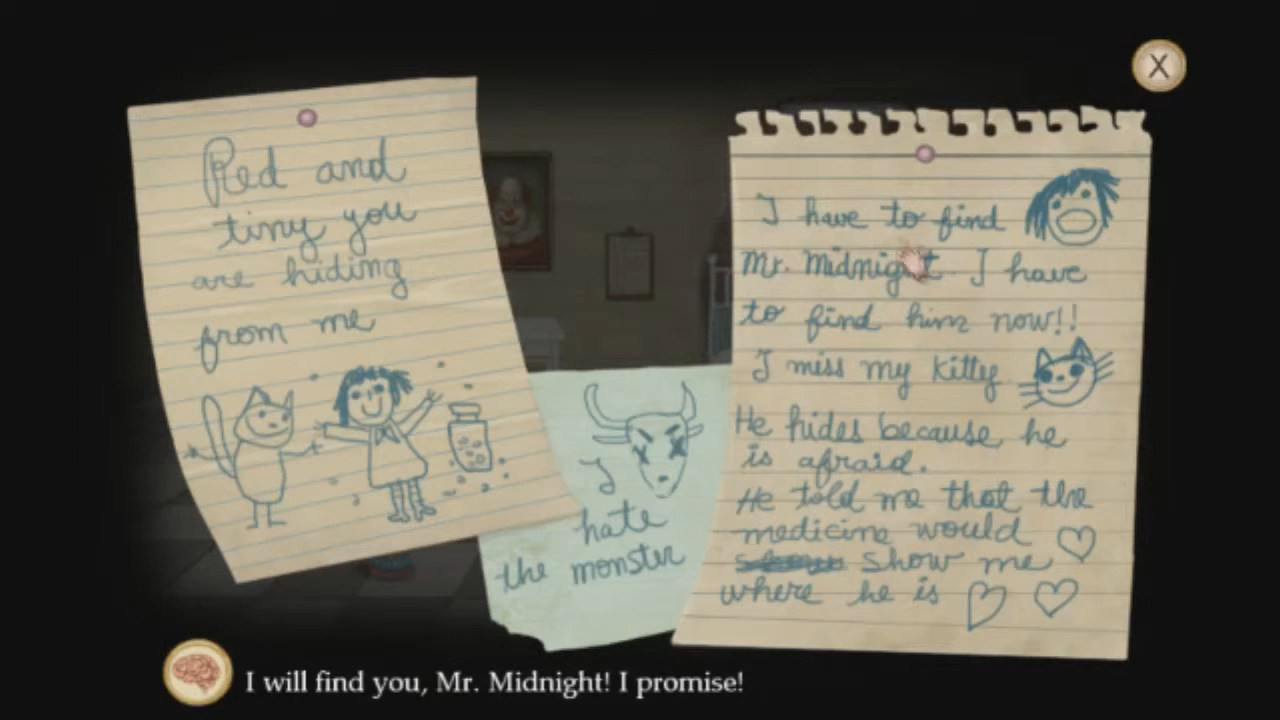 X
Red and
tiny you
are hiding
from me
I
hate
the monster
I have to find
Mr. Midnight I have
to find him now!!
I miss my kitty
He hides because he
is afraid.
He told me that the
medicine would
show me
where he is
I will find you, Mr. Midnight! I promise!